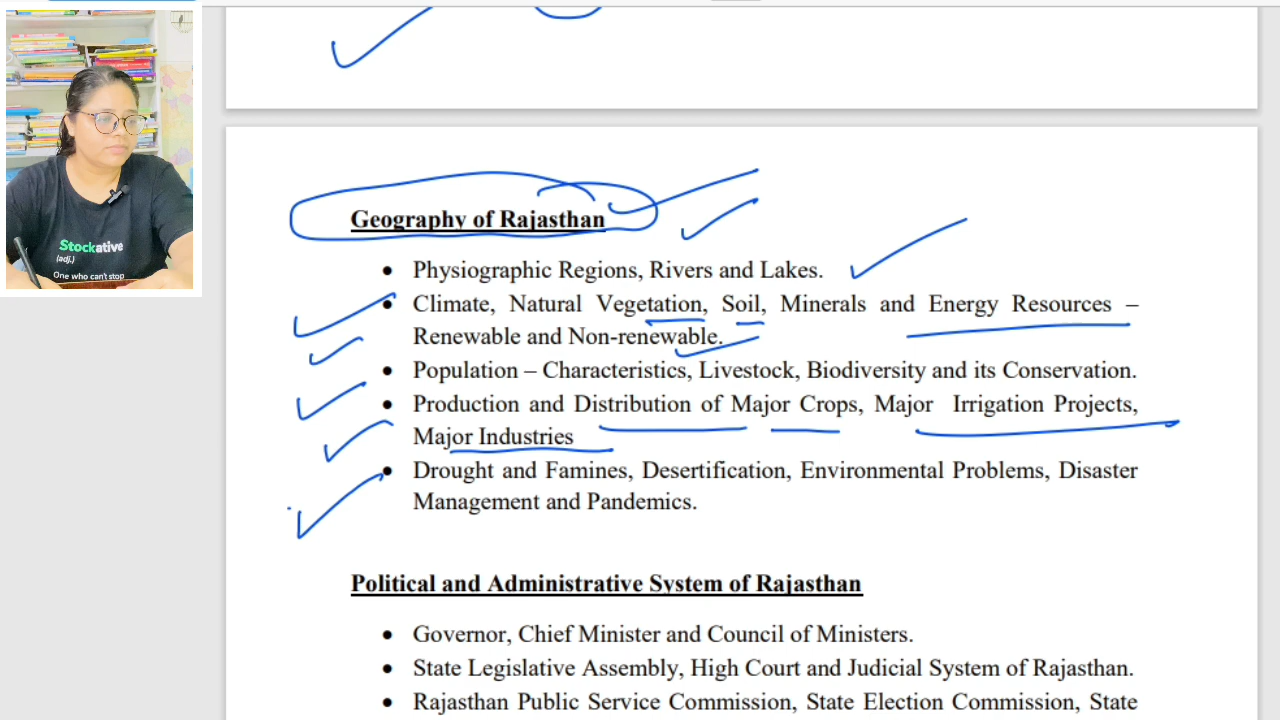 Stockative
(adj.)
One who can't stop
Geography of Rajasthan
• Physiographic Regions, Rivers and Lakes.
• Climate, Natural Vegetation, Soil, Minerals and Energy Resources –
Renewable and Non-renewable.
• Population – Characteristics, Livestock, Biodiversity and its Conservation.
• Production and Distribution of Major Crops, Major Irrigation Projects,
Major Industries
• Drought and Famines, Desertification, Environmental Problems, Disaster
Management and Pandemics.
Political and Administrative System of Rajasthan
• Governor, Chief Minister and Council of Ministers.
• State Legislative Assembly, High Court and Judicial System of Rajasthan.
• Rajasthan Public Service Commission, State Election Commission, State